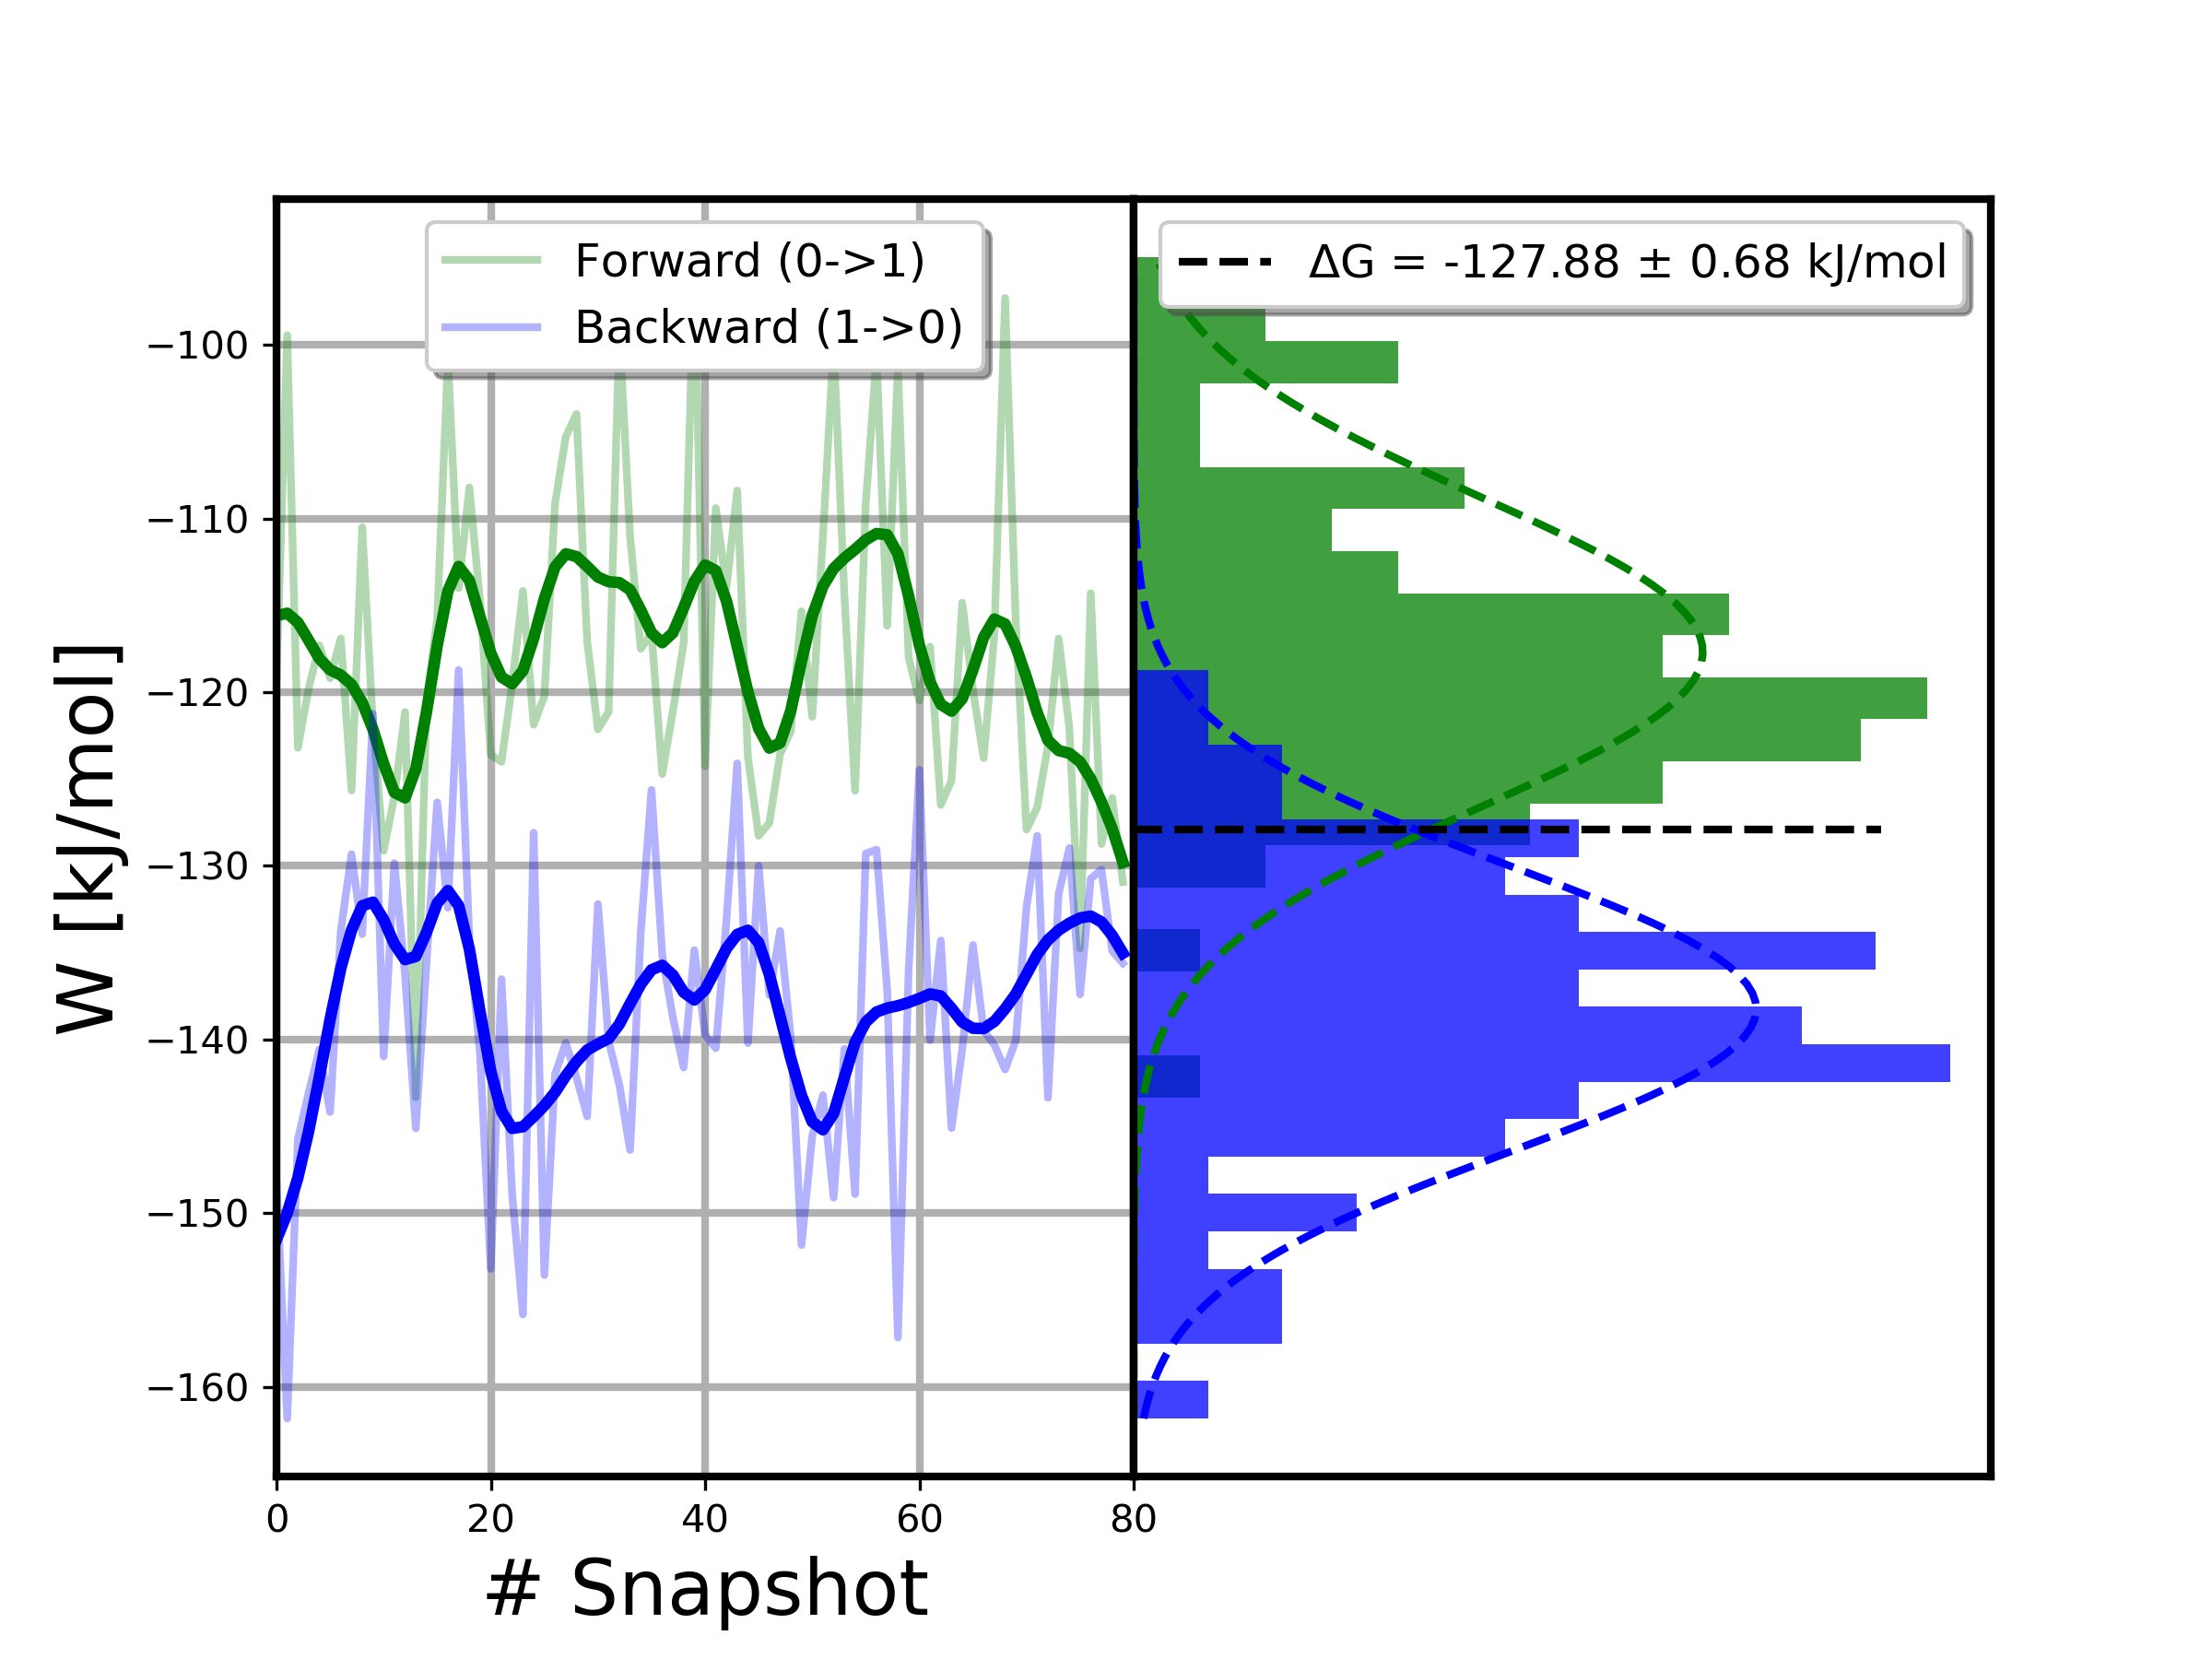 Forward (0->1)
Backward (1->0)
ΔG = -127.88 ± 0.68 kJ/mol
W [kJ/mol]
−100
−110
−120
−130
−140
−150
−160
0 20 40 60 80
# Snapshot